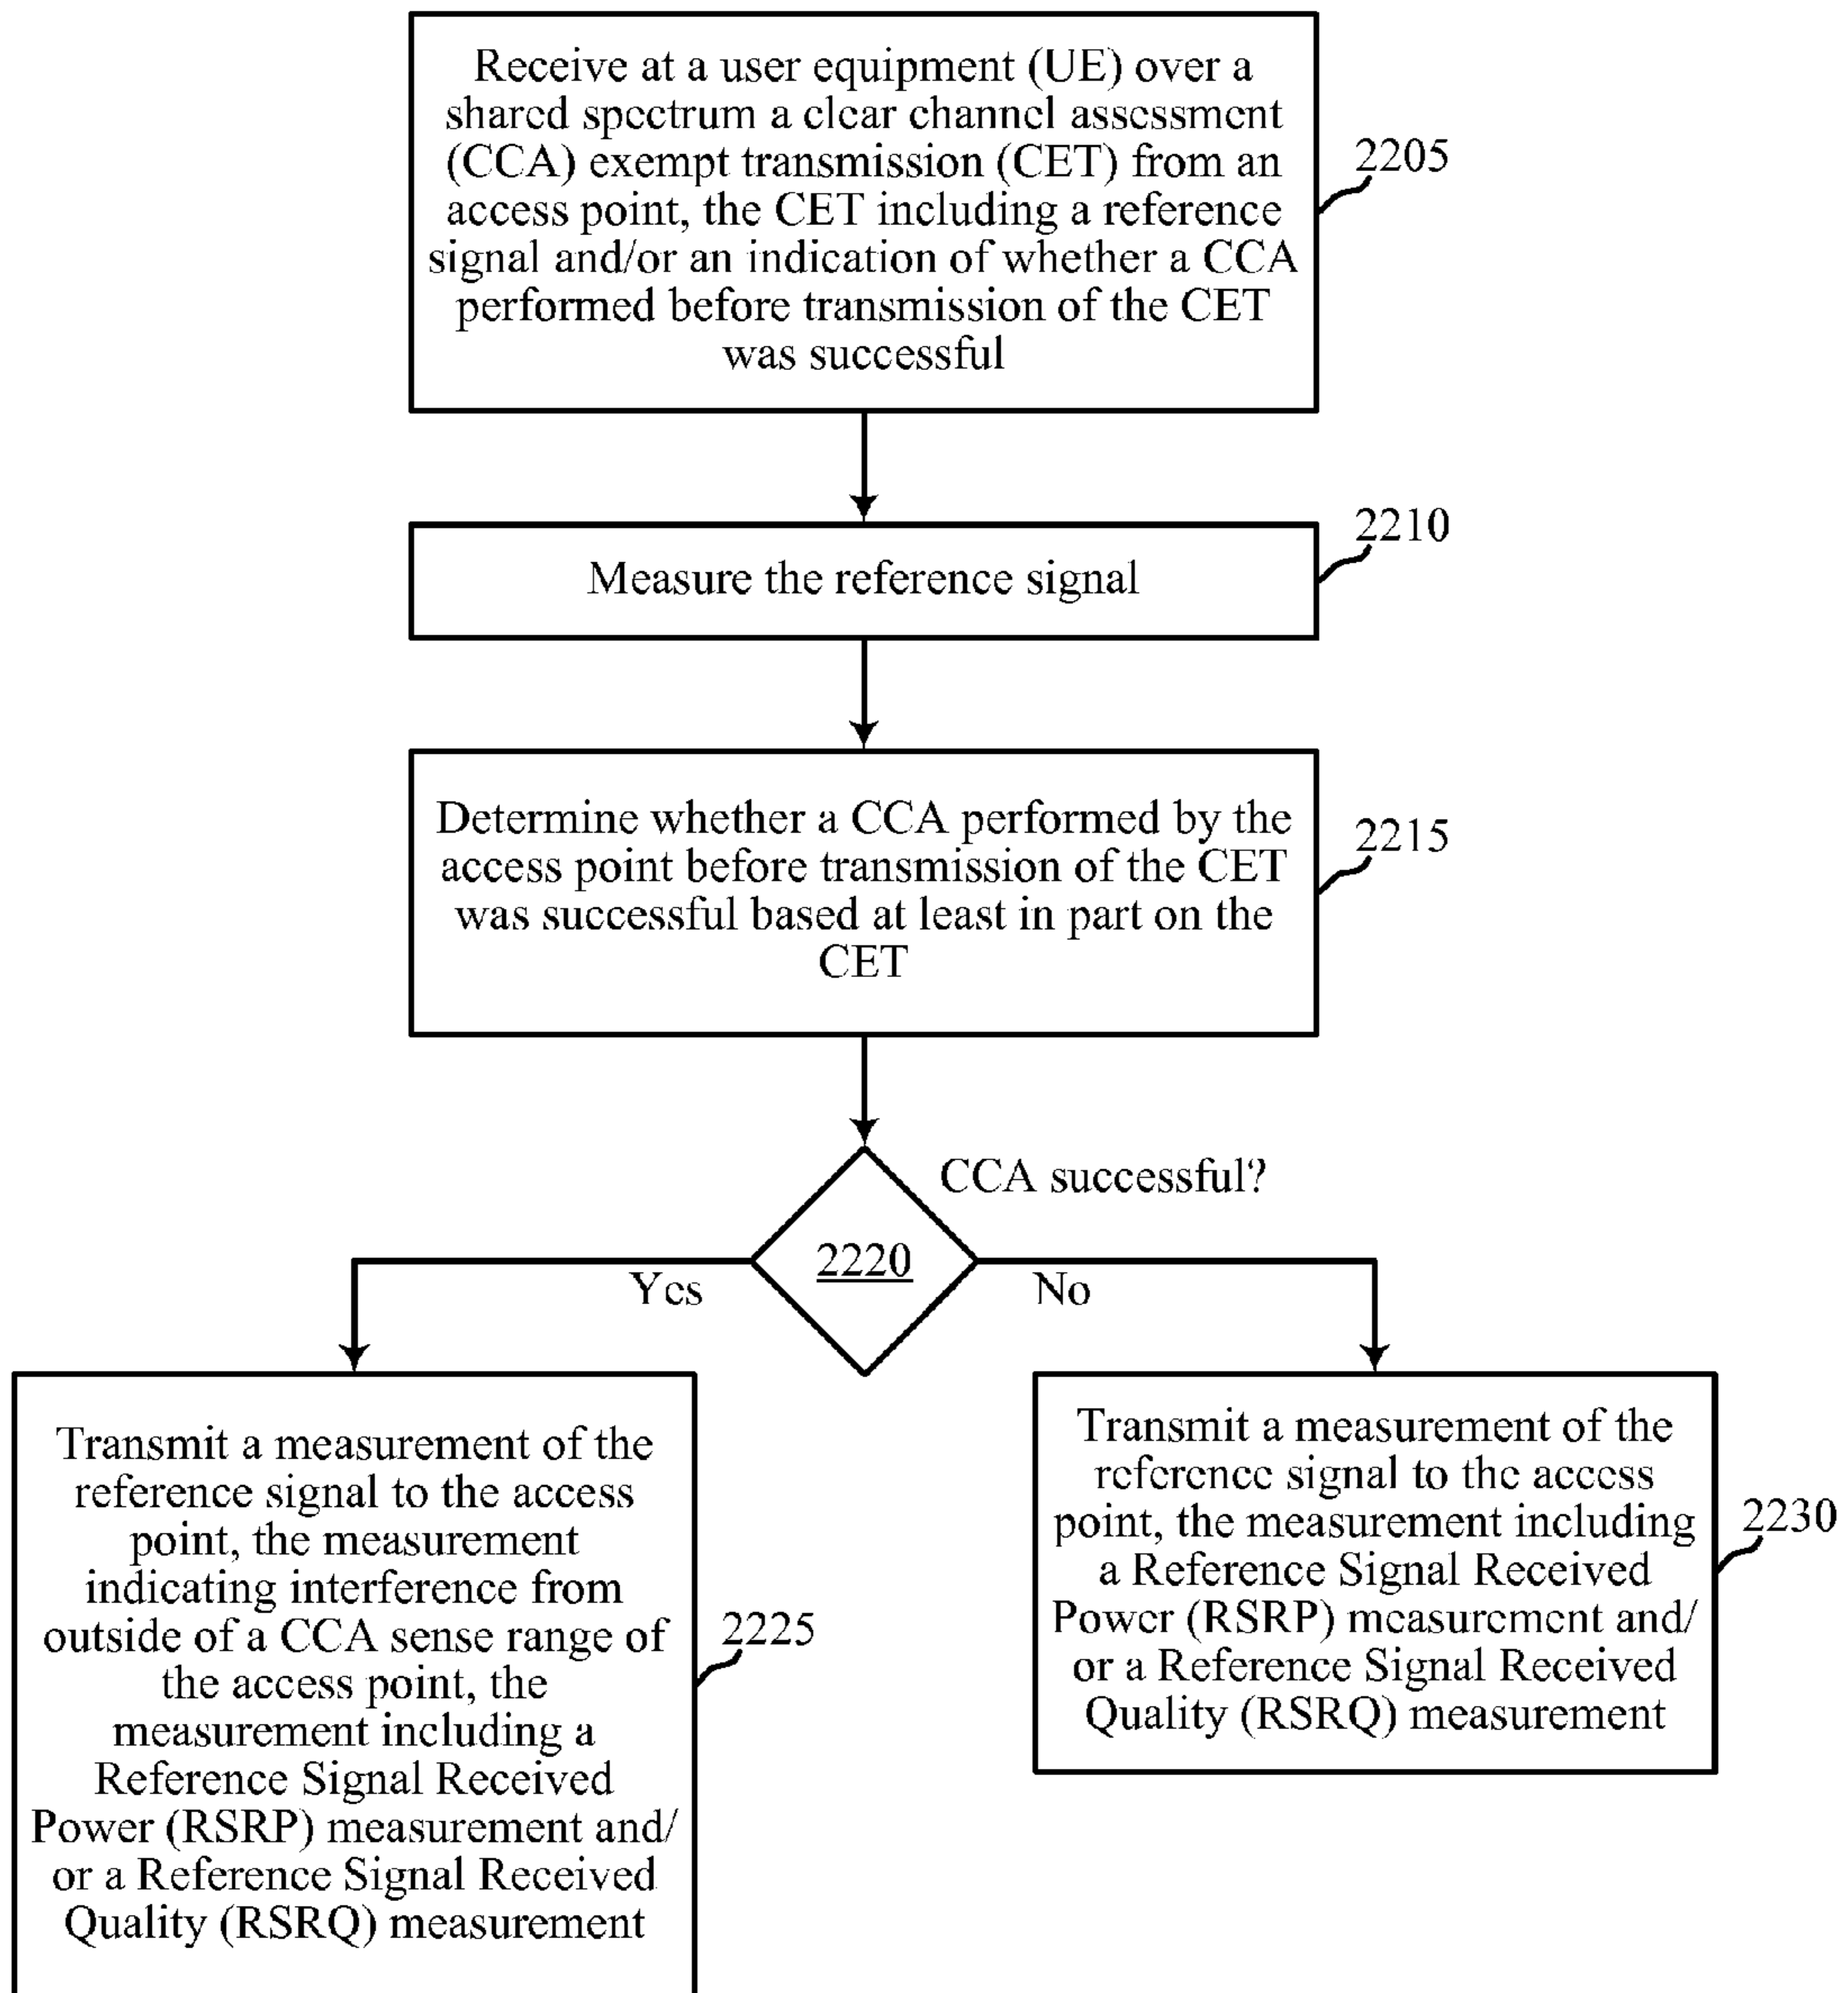 Receive at a user equipment (UE) over a
shared spectrum a clear channel assessment
(CCA) exempt transmission (CET) from an
access point, the CET including a reference
signal and/or an indication of whether a CCA
performed before transmission of the CET
was successful
2205
Measure the reference signal
2210
Determine whether a CCA performed by the
access point before transmission of the CET
was successful based at least in part on the
CET
2215
CCA successful?
2220
Yes
No
Transmit a measurement of the
reference signal to the access
point, the measurement
indicating interference from
outside of a CCA sense range of
the access point, the
measurement including a
Reference Signal Received
Power (RSRP) measurement and/
or a Reference Signal Received
Quality (RSRQ) measurement
2225
Transmit a measurement of the
reference signal to the access
point, the measurement including
a Reference Signal Received
Power (RSRP) measurement and/
or a Reference Signal Received
Quality (RSRQ) measurement
2230